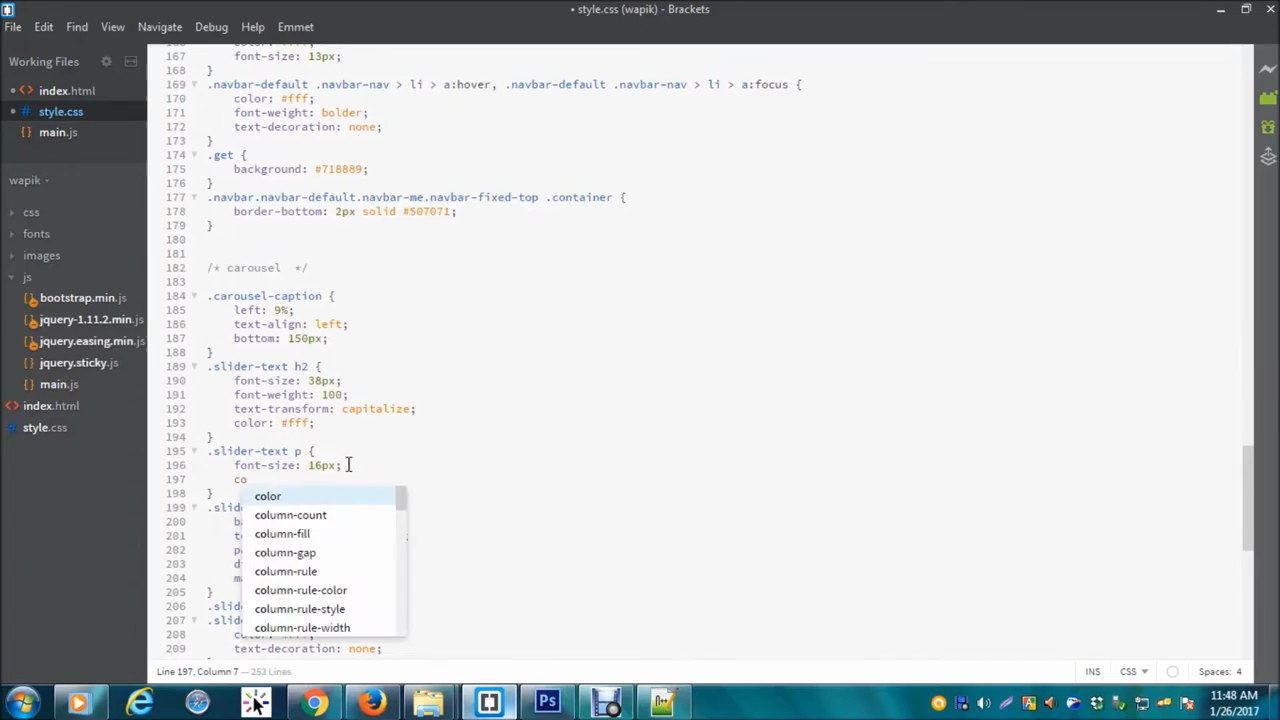 • style.css (wapik) - Brackets
File Edit Find View Navigate Debug Help Emmet
Working Files
index.html
style.css
main.js
wapik
css
fonts
images
js
bootstrap.min.js
jquery-1.11.2.min.js
jquery.easing.min.js
jquery.sticky.js
main.js
index.html
style.css
167 font-size: 13px;
168 }
169 .navbar-default .navbar-nav > li > a:hover, .navbar-default .navbar-nav > li > a:focus {
170 color: #fff;
171 font-weight: bolder;
172 text-decoration: none;
173 }
174 .get {
175 background: #718889;
176 }
177 .navbar.navbar-default.navbar-me.navbar-fixed-top .container {
178 border-bottom: 2px solid #507071;
179 }
180
181
182 /* carousel */
183
184 .carousel-caption {
185 left: 9%;
186 text-align: left;
187 bottom: 150px;
188 }
189 .slider-text h2 {
190 font-size: 38px;
191 font-weight: 100;
192 text-transform: capitalize;
193 color: #fff;
194 }
195 .slider-text p {
196 font-size: 16px;
197 co
198 }
199 .slid
200 b
201 t ;
202 p
203 d
204 m
205 }
206 .slid
207 .slid
208
209 text-decoration: none;
color
column-count
column-fill
column-gap
column-rule
column-rule-color
column-rule-style
column-rule-width
Line 197, Column 7 — 253 Lines
INS CSS Spaces: 4
11:48 AM
1/26/2017